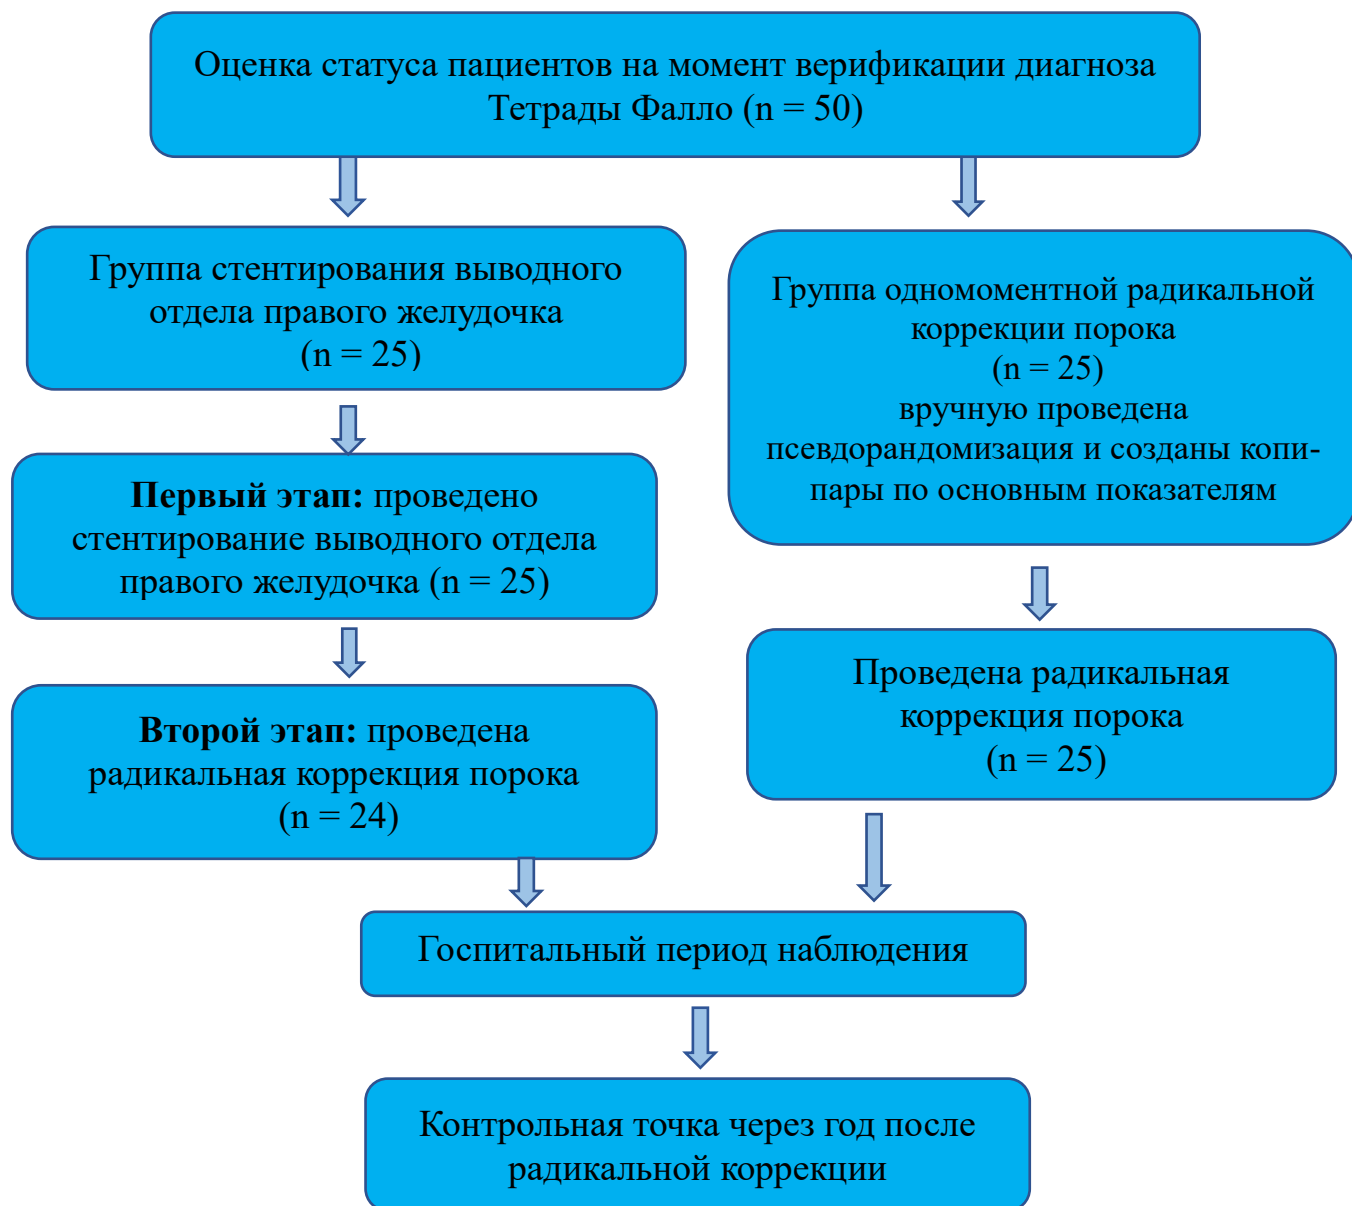 Оценка статуса пациентов на момент верификации диагноза
Тетрады Фалло (n = 50)
Группа стентирования выводного
отдела правого желудочка
(n = 25)
Первый этап: проведено
стентирование выводного отдела
правого желудочка (n = 25)
Второй этап: проведена
радикальная коррекция порока
(n = 24)
Группа одномоментной радикальной
коррекции порока
(n = 25)
вручную проведена
псевдорандомизация и созданы копи-
пары по основным показателям
Проведена радикальная
коррекция порока
(n = 25)
Госпитальный период наблюдения
Контрольная точка через год после
радикальной коррекции